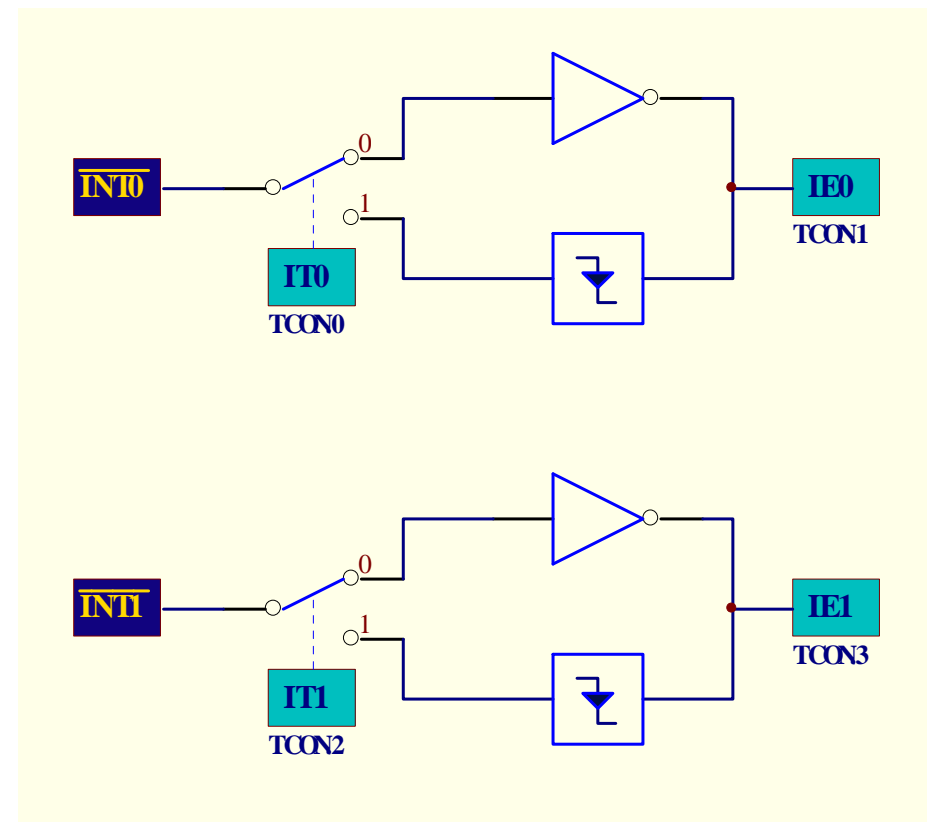 0
INT0
IE0
1
TCON1
IT0
TCON0
0
INT1
IE1
1
TCON3
IT1
TCON2